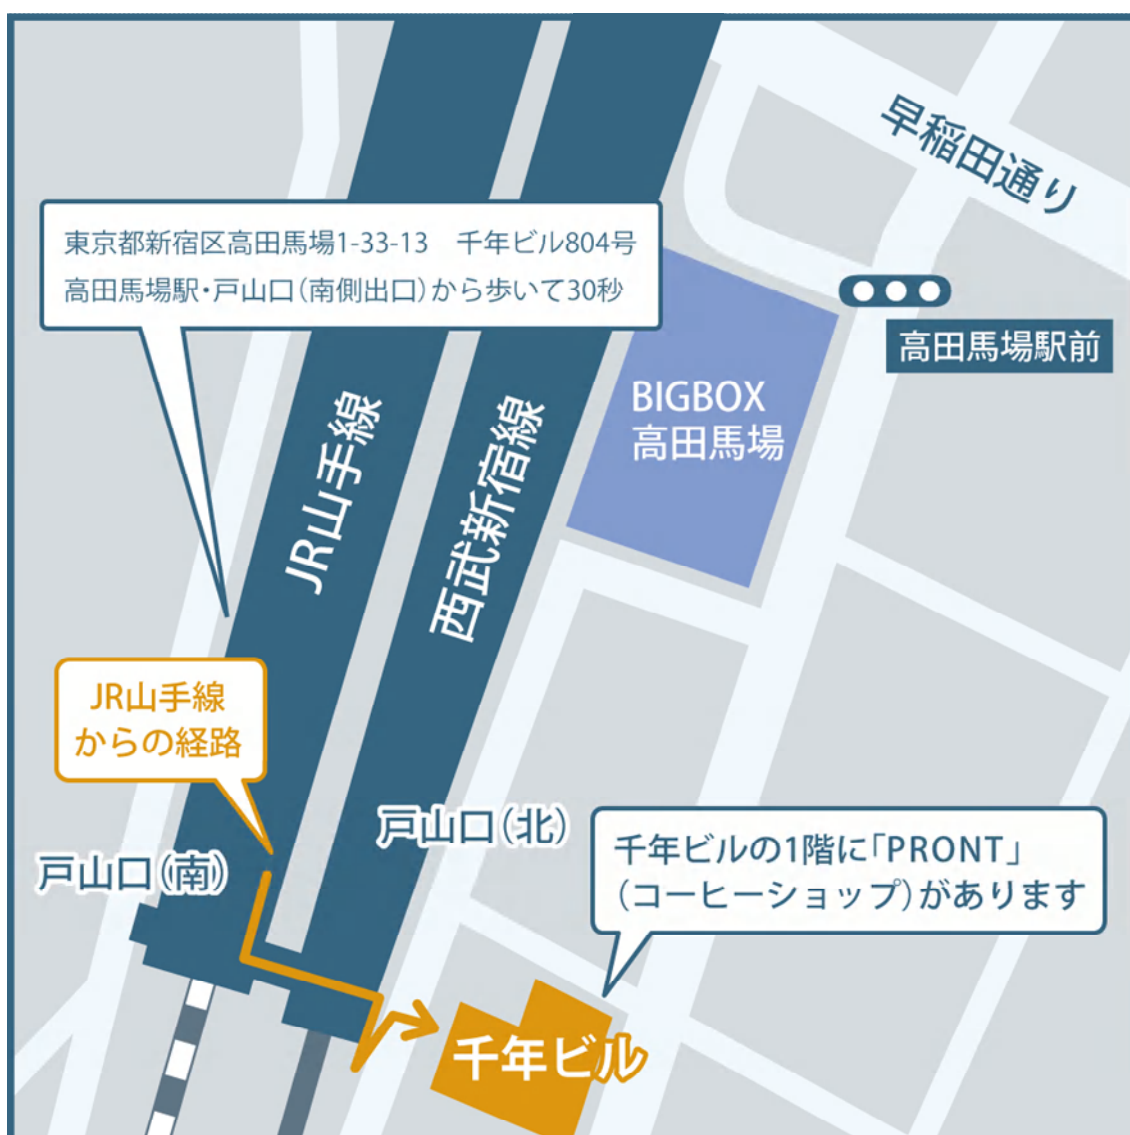 早稲田通り
東京都新宿区高田馬場1-33-13　千年ビル804号
高田馬場駅・戸山口（南側出口）から歩いて30秒
高田馬場駅前
BIGBOX
高田馬場
JR山手線
西武新宿線
JR山手線
からの経路
戸山口（北）
戸山口（南）
千年ビルの1階に「PRONT」
（コーヒーショップ）があります
千年ビル